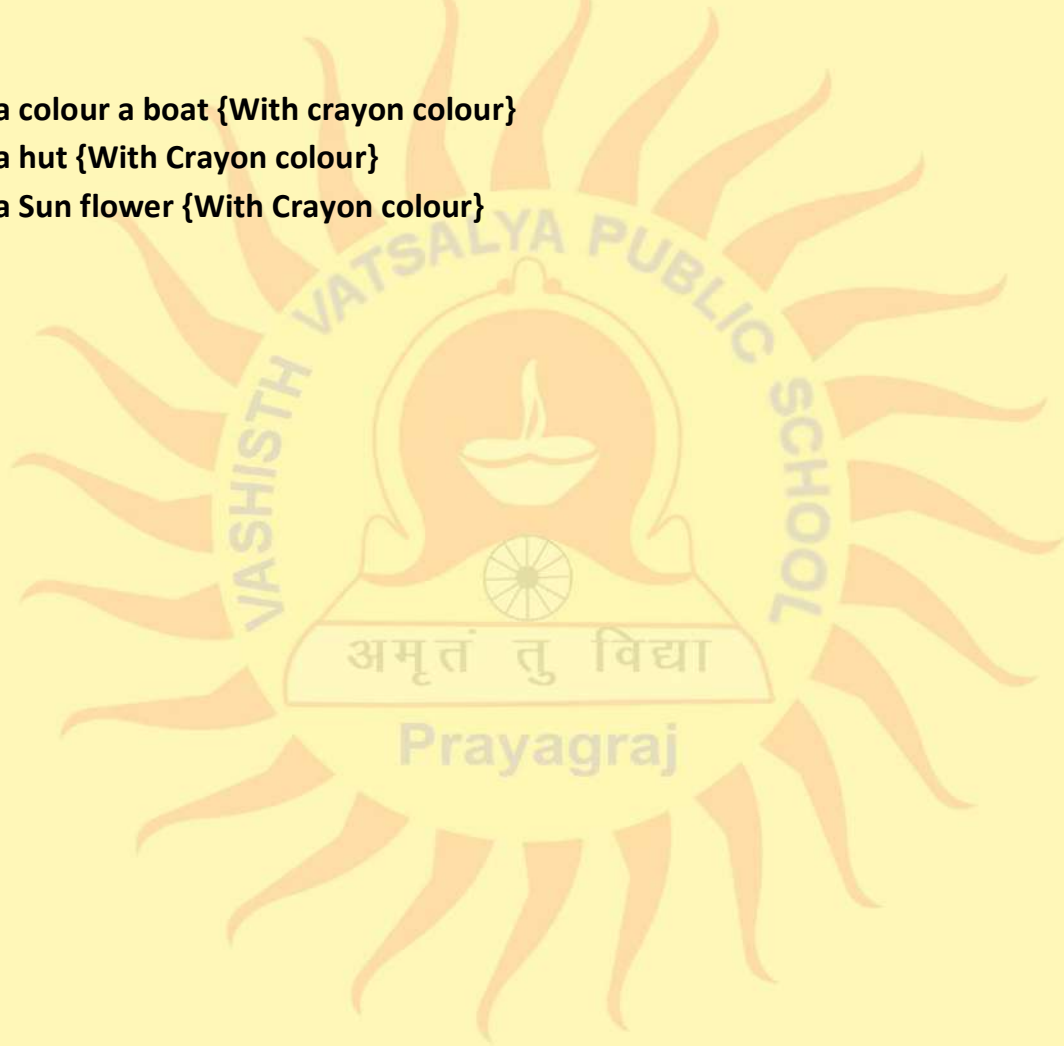 a colour a boat {With crayon colour}
a hut {With Crayon colour}
a Sun flower {With Crayon colour}
VASHISTH VATSALYA PUBLIC SCHOOL
अमृतं तु विद्या
Prayagraj